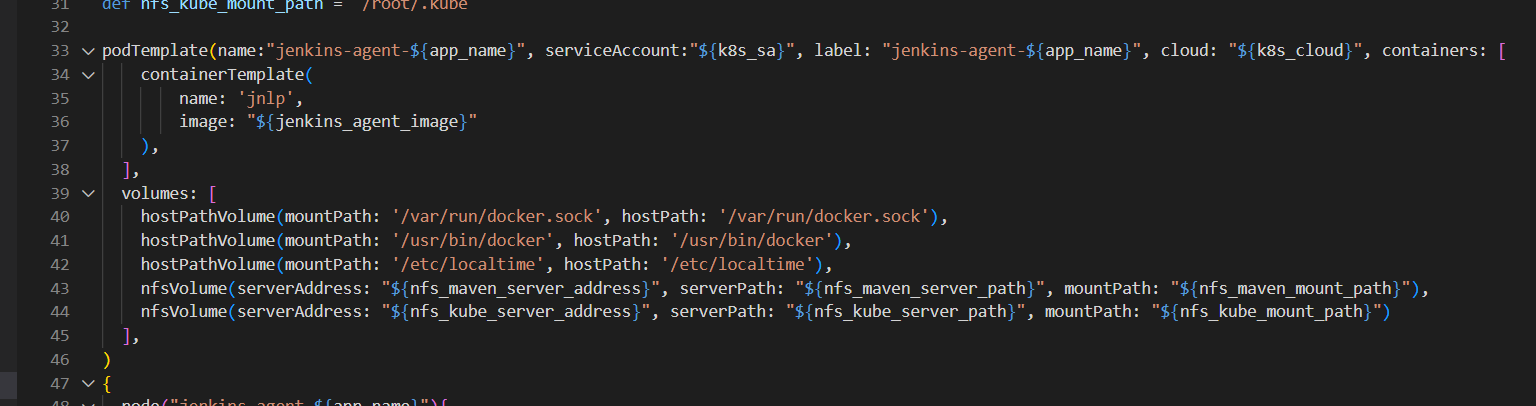 31 def nfs_kube_mount_path = "/root/.kube"
32
33 podTemplate(name:"jenkins-agent-${app_name}", serviceAccount:"${k8s_sa}", label: "jenkins-agent-${app_name}", cloud: "${k8s_cloud}", containers: [
34 containerTemplate(
35 name: 'jnlp',
36 image: "${jenkins_agent_image}"
37 ),
38 ],
39 volumes: [
40 hostPathVolume(mountPath: '/var/run/docker.sock', hostPath: '/var/run/docker.sock'),
41 hostPathVolume(mountPath: '/usr/bin/docker', hostPath: '/usr/bin/docker'),
42 hostPathVolume(mountPath: '/etc/localtime', hostPath: '/etc/localtime'),
43 nfsVolume(serverAddress: "${nfs_maven_server_address}", serverPath: "${nfs_maven_server_path}", mountPath: "${nfs_maven_mount_path}"),
44 nfsVolume(serverAddress: "${nfs_kube_server_address}", serverPath: "${nfs_kube_server_path}", mountPath: "${nfs_kube_mount_path}")
45 ],
46 )
47 {
48 node("jenkins-agent-${app_name}"){